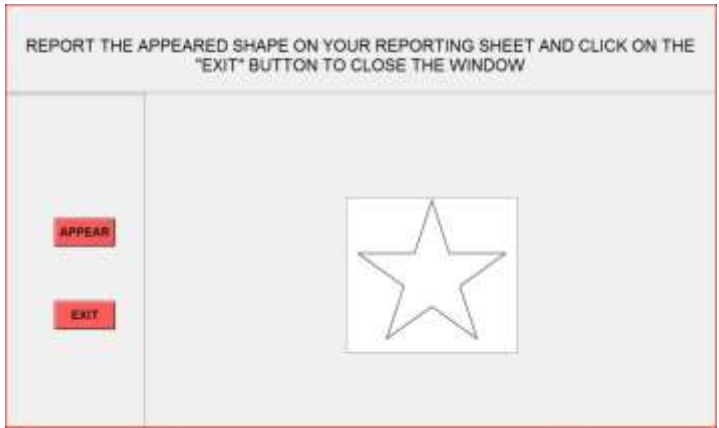 REPORT THE APPEARED SHAPE ON YOUR REPORTING SHEET AND CLICK ON THE
"EXIT" BUTTON TO CLOSE THE WINDOW
APPEAR
EXIT